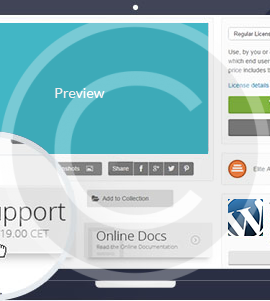 Regular Licens
Use, by you or
which end user
price includes t
License details
Preview
shots
Share
Elite A
Add to Collection
upport
19.00 CET
Online Docs
Read the Online Documentation